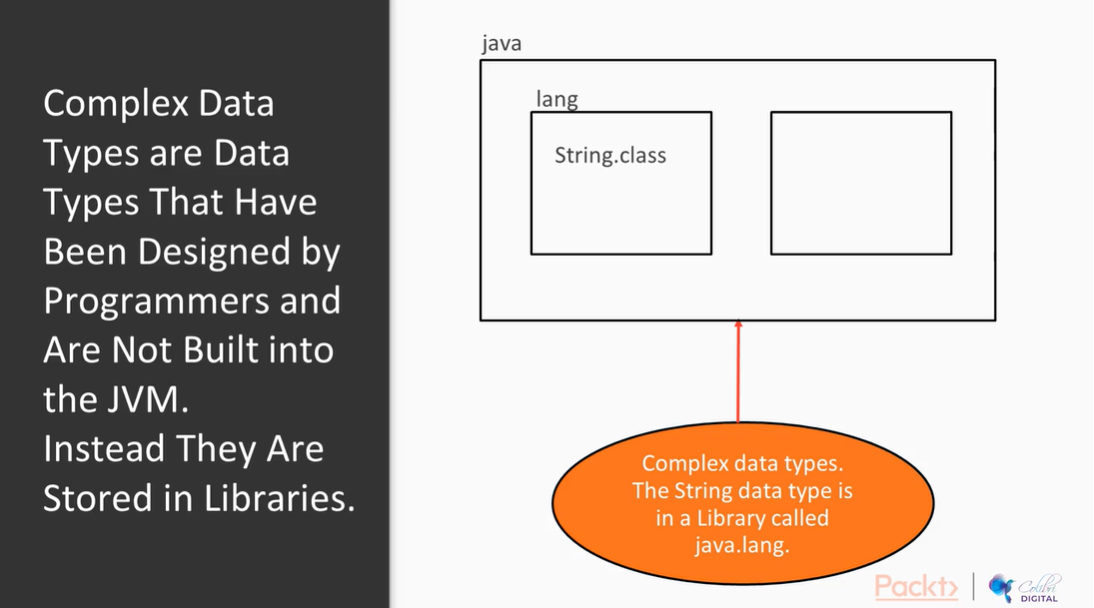 Complex Data
Types are Data
Types That Have
Been Designed by
Programmers and
Are Not Built into
the JVM.
Instead They Are
Stored in Libraries.
java
lang
String.class
Complex data types.
The String data type is
in a Library called
java.lang.
Packt>
Colibri
DIGITAL